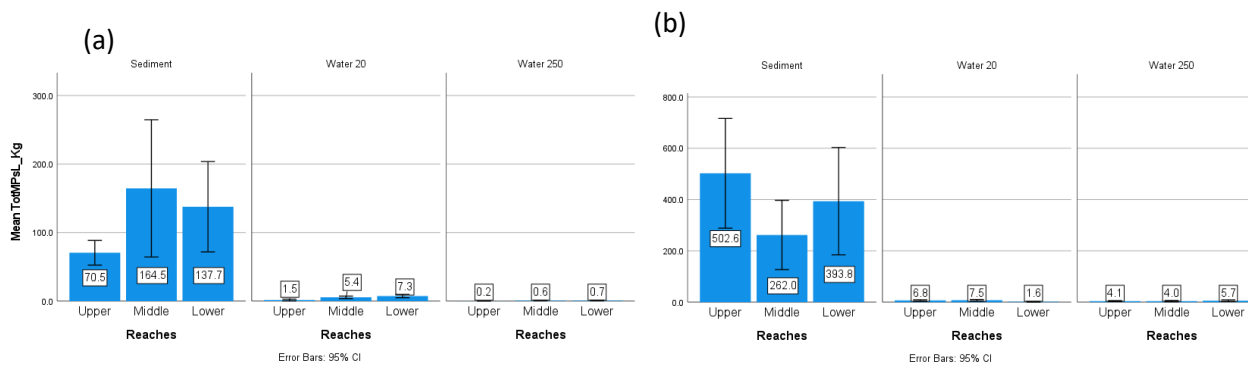 (a)
Sediment
Water 20
Water 250
Mean TotMPsL_Kg
300.0
200.0
100.0
0.0
70.5
164.5
137.7
1.5
5.4
7.3
0.2
0.6
0.7
Upper Middle Lower
Upper Middle Lower
Upper Middle Lower
Reaches
Reaches
Reaches
Error Bars: 95% CI
(b)
Sediment
Water 20
Water 250
800.0
600.0
400.0
200.0
0.0
502.6
262.0
393.8
6.8
7.5
1.6
4.1
4.0
5.7
Upper Middle Lower
Upper Middle Lower
Upper Middle Lower
Reaches
Reaches
Reaches
Error Bars: 95% CI